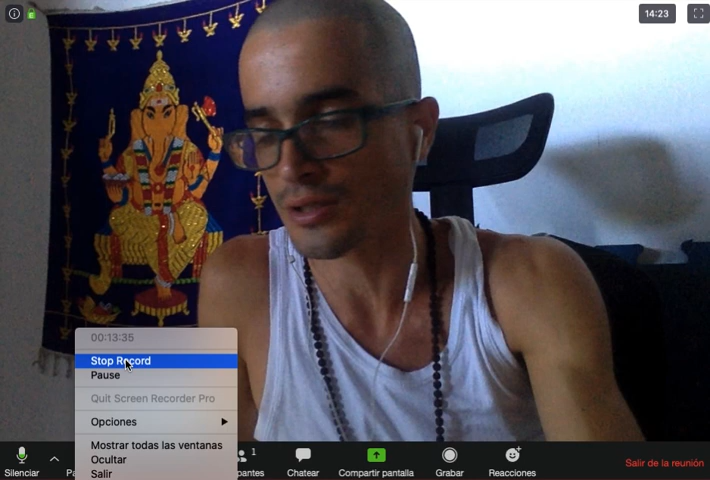 14:23
00:13:35
Stop Record
Pause
Quit Screen Recorder Pro
Opciones
Mostrar todas las ventanas
Ocultar
Salir
1
Silenciar
Chatear
Compartir pantalla
Grabar
Reacciones
Salir de la reunión